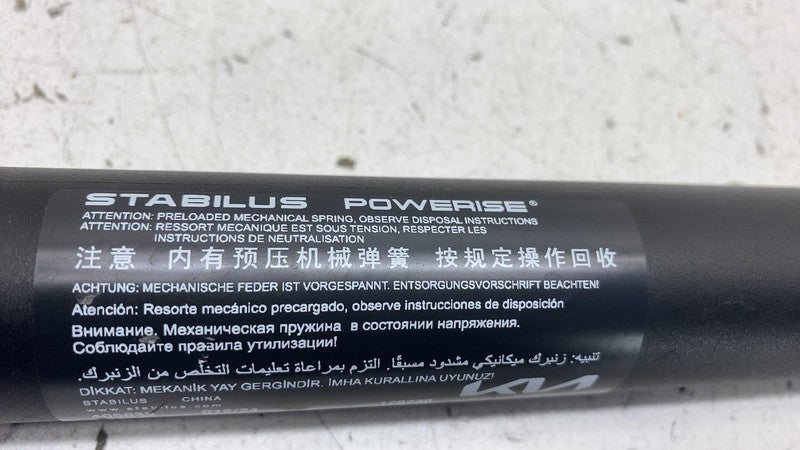 STABILUS POWERISE®
ATTENTION: PRELOADED MECHANICAL SPRING, OBSERVE DISPOSAL INSTRUCTIONS
ATTENTION: RESSORT MECANIQUE EST SOUS TENSION, RESPECTER LES
INSTRUCTIONS DE NEUTRALISATION
注意 内有预压机械弹簧 按规定操作回收
ACHTUNG: MECHANISCHE FEDER IST VORGESPANNT. ENTSORGUNGSVORSCHRIFT BEACHTEN!
Atención: Resorte mecánico precargado, observe instrucciones de disposición
Внимание. Механическая пружина в состоянии напряжения.
Соблюдайте правила утилизации!
تنبيه: زنبرك ميكانيكي مشدود مسبقًا. التزم بمراعاة تعليمات التخلّص من الزنبرك.
DİKKAT: MEKANİK YAY GERGİNDİR. İMHA KURALLINA UYUNUZ!
KIA
STABILUS CHINA
www.stabilus.com